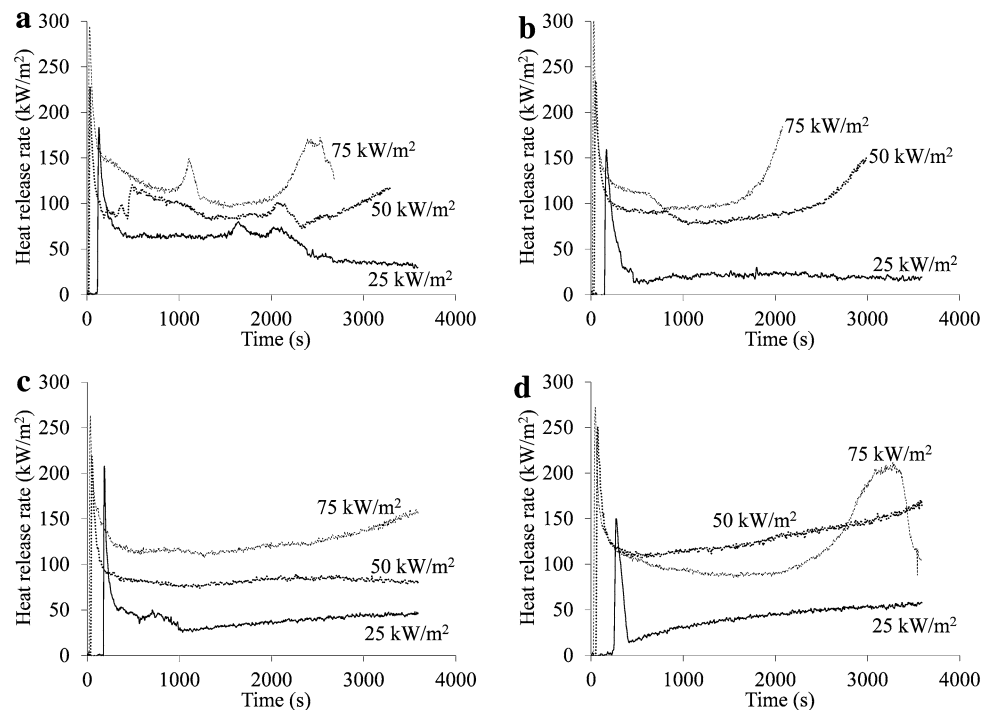 a
300
250
200
150
100
50
0
Heat release rate (kW/m²)
75 kW/m²
50 kW/m²
25 kW/m²
0 1000 2000 3000 4000
Time (s)
b
300
250
200
150
100
50
0
Heat release rate (kW/m²)
75 kW/m²
50 kW/m²
25 kW/m²
0 1000 2000 3000 4000
Time (s)
c
300
250
200
150
100
50
0
Heat release rate (kW/m²)
75 kW/m²
50 kW/m²
25 kW/m²
0 1000 2000 3000 4000
Time (s)
d
300
250
200
150
100
50
0
Heat release rate (kW/m²)
75 kW/m²
50 kW/m²
25 kW/m²
0 1000 2000 3000 4000
Time (s)